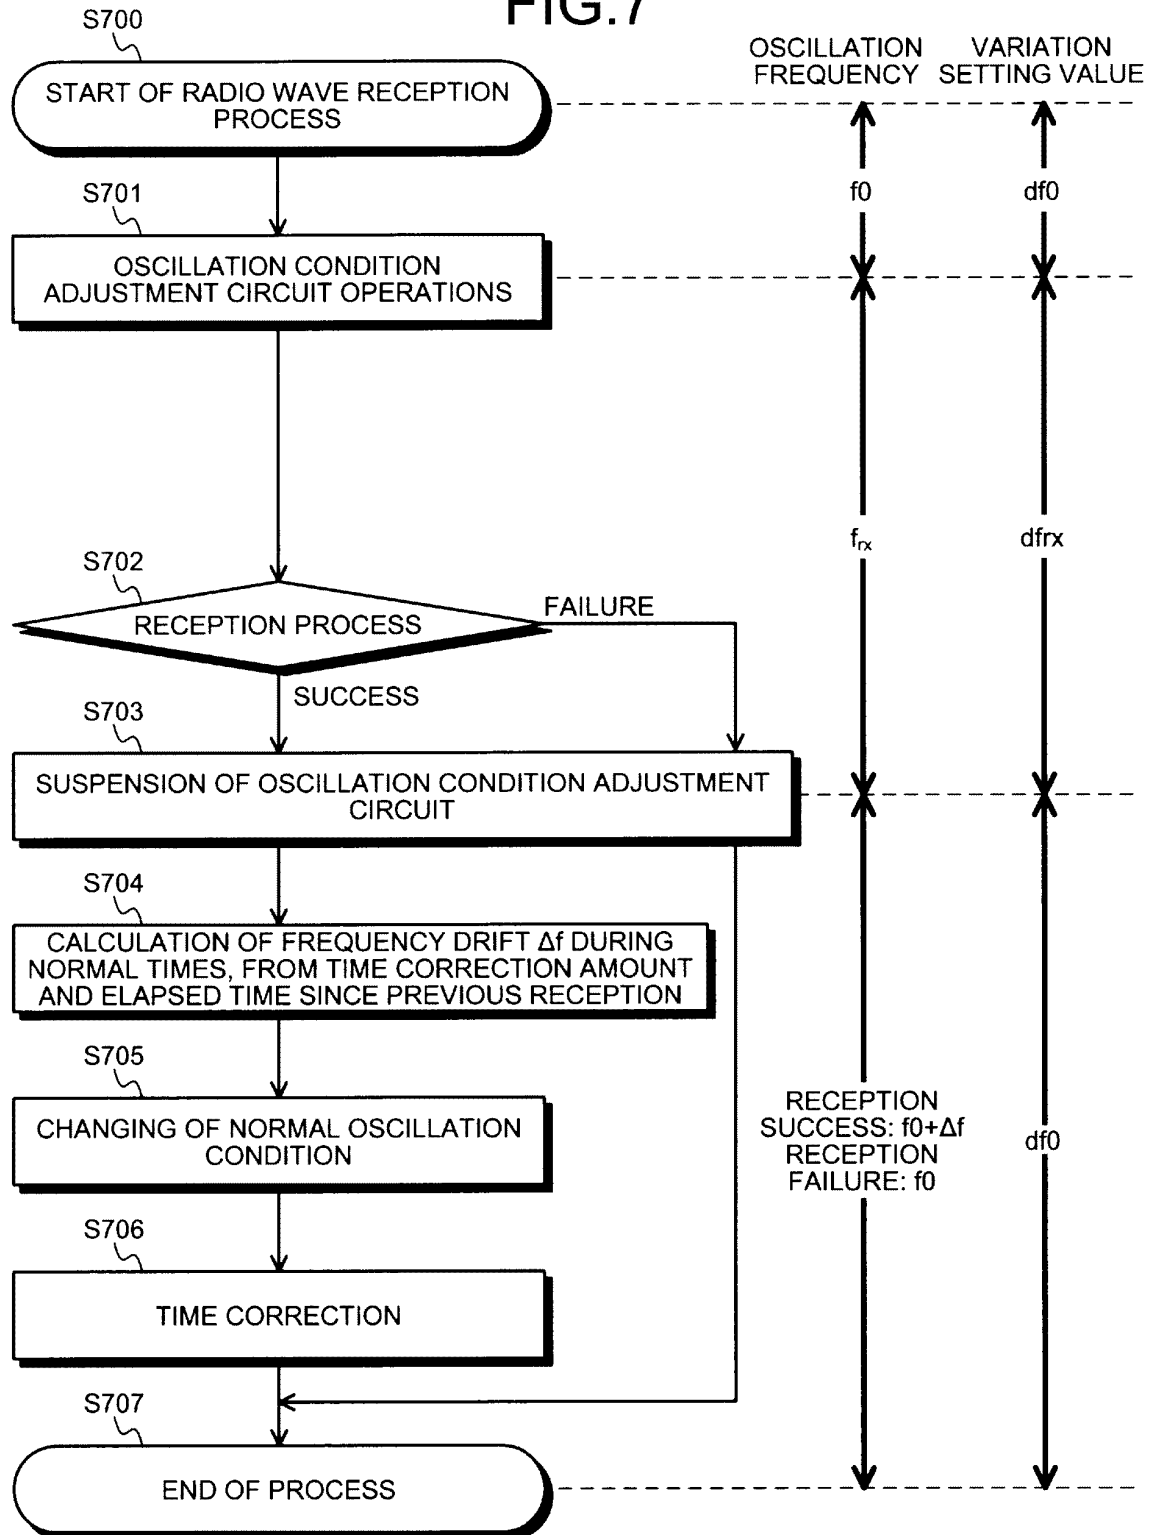 FIG.7
S700
START OF RADIO WAVE RECEPTION
PROCESS
OSCILLATION
FREQUENCY
VARIATION
SETTING VALUE
S701
OSCILLATION CONDITION
ADJUSTMENT CIRCUIT OPERATIONS
f0
df0
S702
RECEPTION PROCESS
FAILURE
SUCCESS
frx
dfrx
S703
SUSPENSION OF OSCILLATION CONDITION ADJUSTMENT
CIRCUIT
S704
CALCULATION OF FREQUENCY DRIFT Δf DURING
NORMAL TIMES, FROM TIME CORRECTION AMOUNT
AND ELAPSED TIME SINCE PREVIOUS RECEPTION
S705
CHANGING OF NORMAL OSCILLATION
CONDITION
RECEPTION
SUCCESS: f0+Δf
RECEPTION
FAILURE: f0
df0
S706
TIME CORRECTION
S707
END OF PROCESS